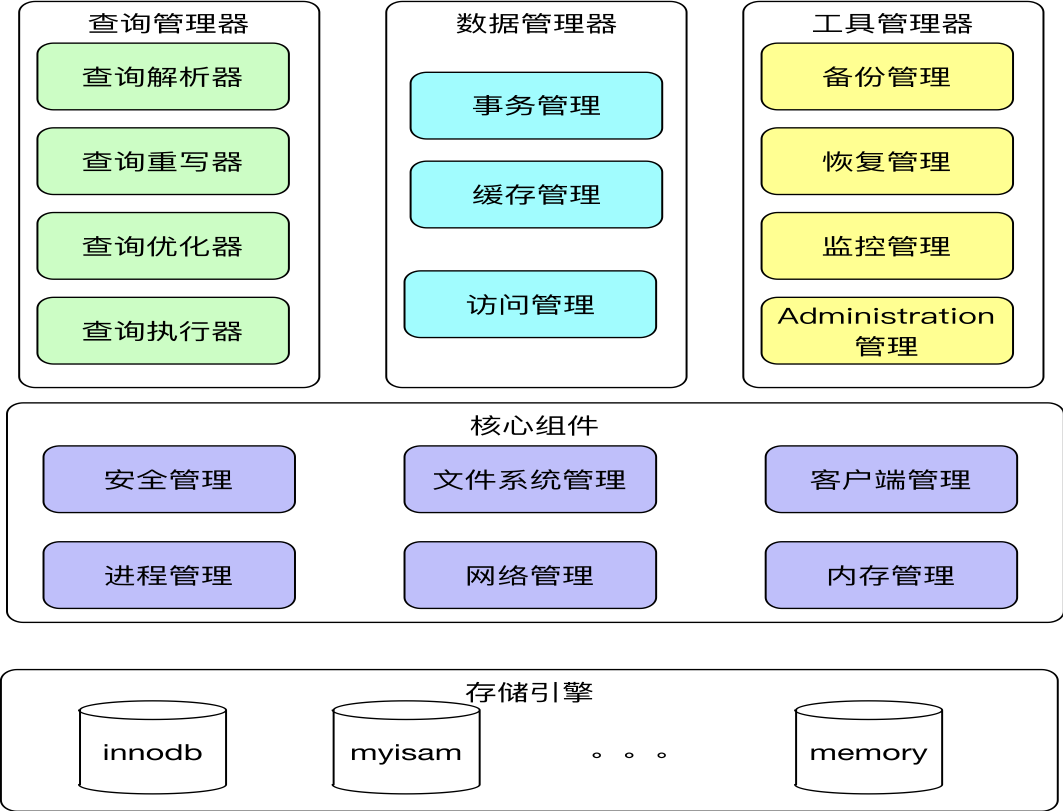 查询管理器
查询解析器
查询重写器
查询优化器
查询执行器
数据管理器
事务管理
缓存管理
访问管理
工具管理器
备份管理
恢复管理
监控管理
Administration
管理
核心组件
安全管理
文件系统管理
客户端管理
进程管理
网络管理
内存管理
存储引擎
innodb
myisam
。。。
memory